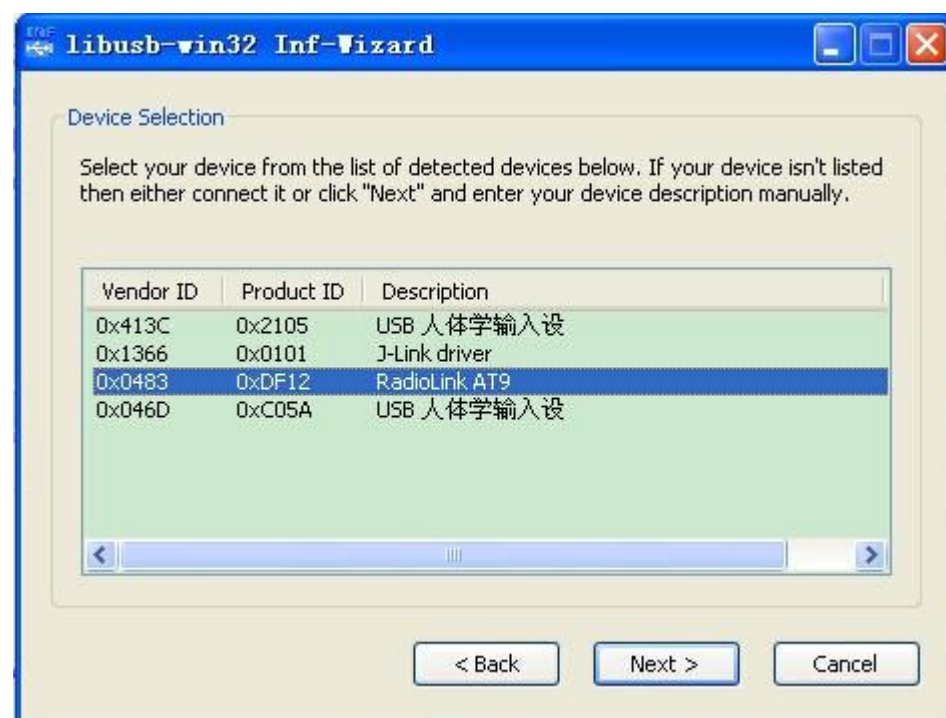 libusb-win32 Inf-Wizard
Device Selection
Select your device from the list of detected devices below. If your device isn't listed
then either connect it or click "Next" and enter your device description manually.
Vendor ID Product ID Description
0x413C 0x2105 USB 人体学输入设
0x1366 0x0101 J-Link driver
0x0483 0xDF12 RadioLink AT9
0x046D 0xC05A USB 人体学输入设
< Back Next > Cancel